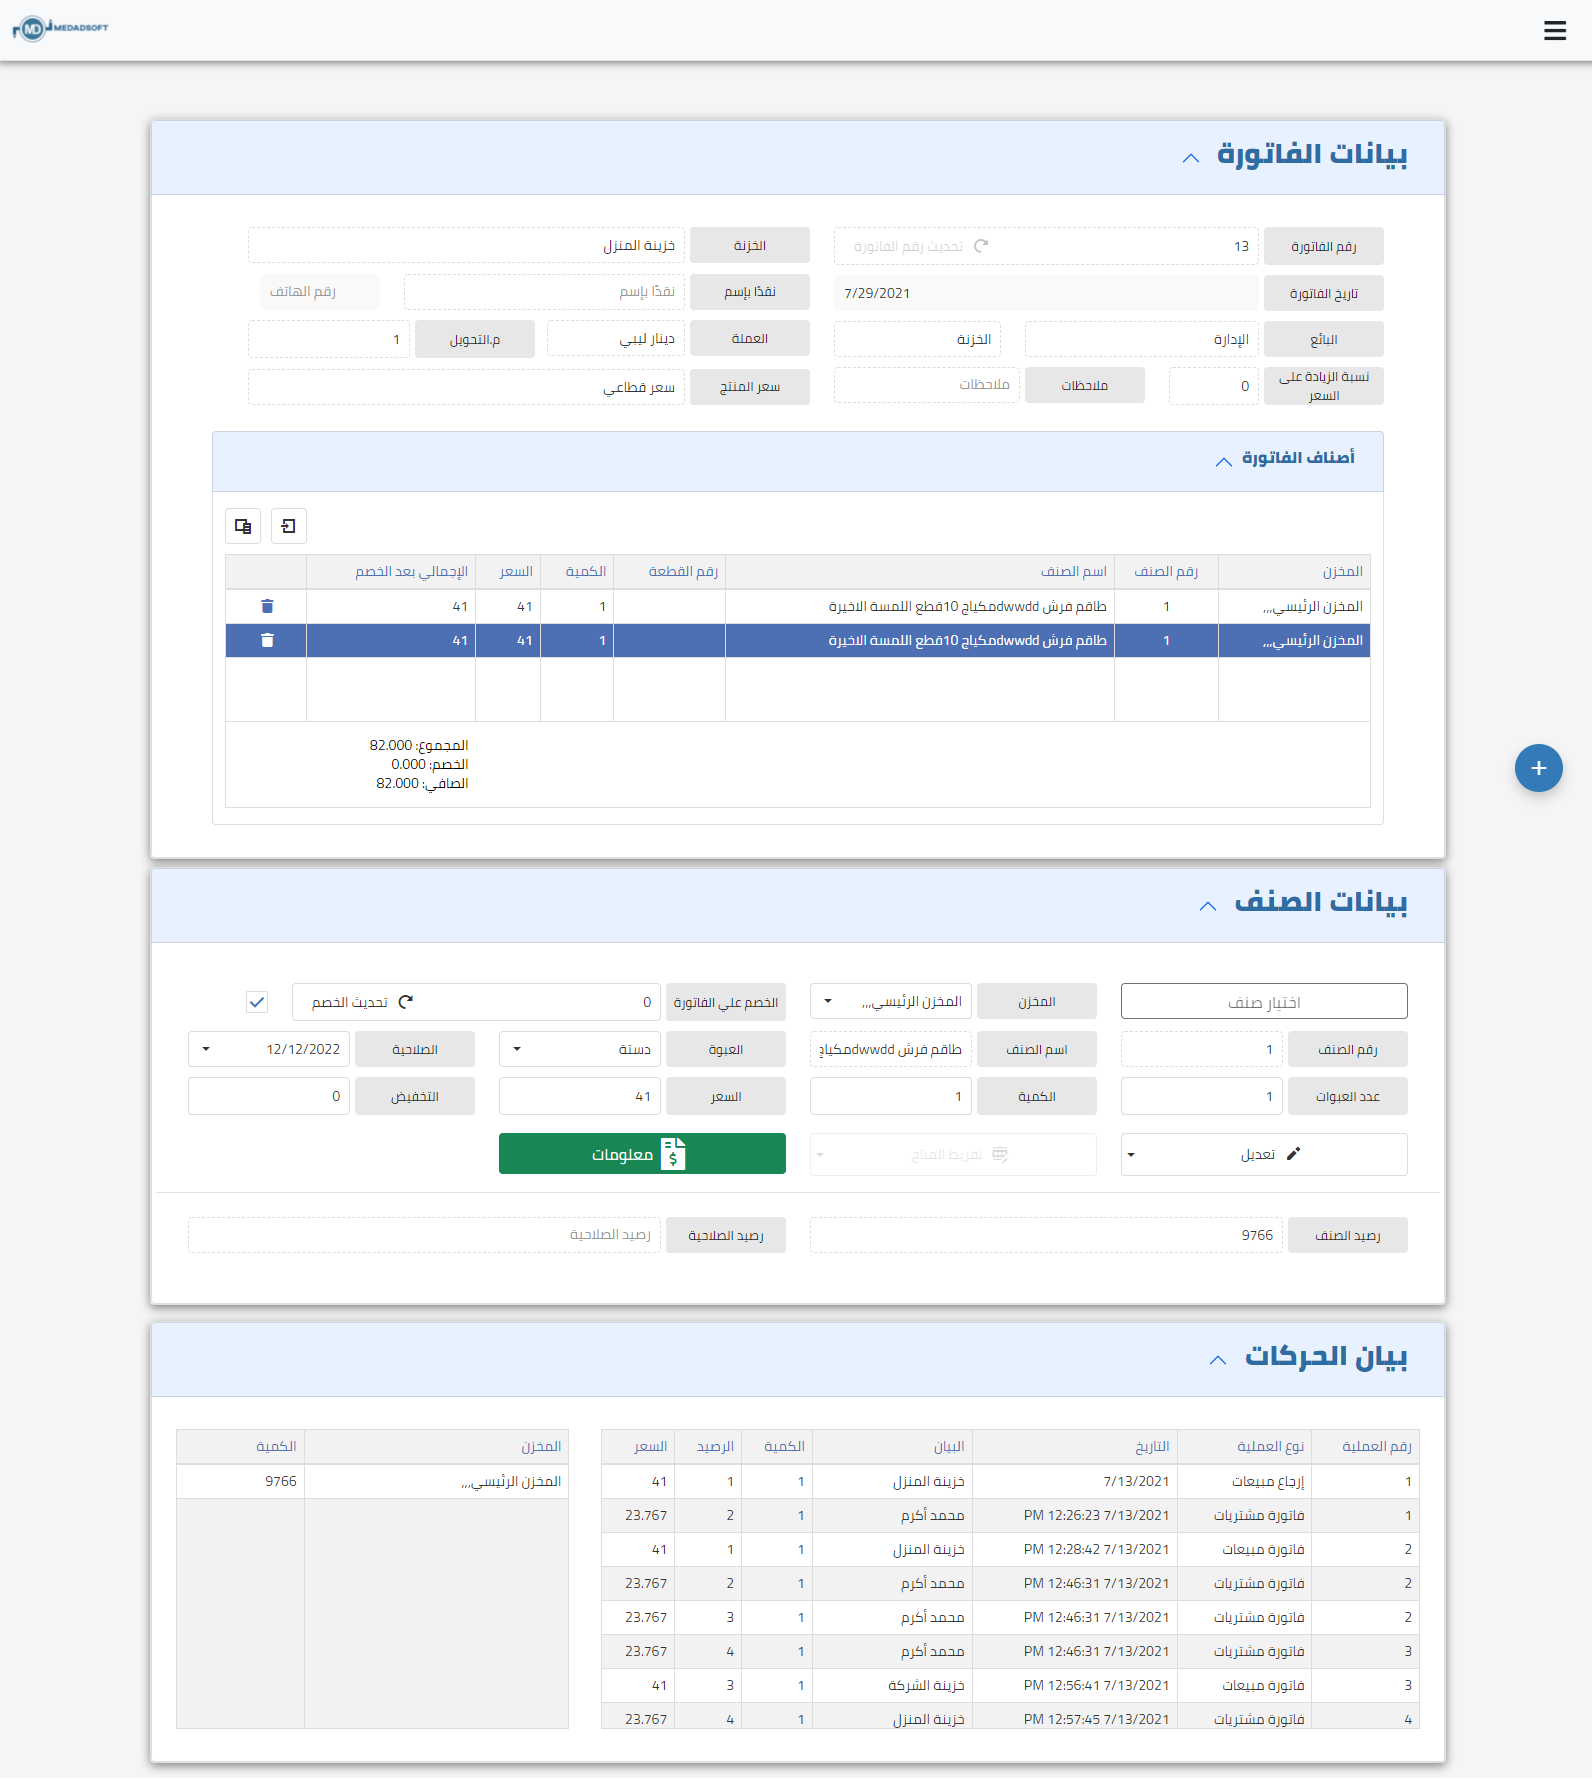 MD MEDADSOFT
بيانات الفاتورة
رقم الفاتورة 13 تحديث رقم الفاتورة الخزنة خزينة المنزل
تاريخ الفاتورة 7/29/2021 نقدًا بإسم نقدًا بإسم رقم الهاتف
البائع الإدارة الخزنة العملة دينار ليبي م.التحويل 1
نسبة الزيادة على السعر 0 ملاحظات ملاحظات سعر المنتج سعر قطاعي
أصناف الفاتورة
المخزن رقم الصنف اسم الصنف رقم القطعة الكمية السعر الإجمالي بعد الخصم
المخزن الرئيسي,,, 1 طاقم فرش dwwddمكياج 10قطع اللمسة الاخيرة 1 41 41
المخزن الرئيسي,,, 1 طاقم فرش dwwddمكياج 10قطع اللمسة الاخيرة 1 41 41
المجموع: 82.000
الخصم: 0.000
الصافي: 82.000
+
بيانات الصنف
اختيار صنف المخزن المخزن الرئيسي,,, الخصم علي الفاتورة 0 تحديث الخصم
رقم الصنف 1 اسم الصنف طاقم فرش dwwddمكياج العبوة دستة الصلاحية 12/12/2022
عدد العبوات 1 الكمية 1 السعر 41 التخفيض 0
تعديل تفريط المتاح معلومات
رصيد الصنف 9766 رصيد الصلاحية رصيد الصلاحية
بيان الحركات
رقم العملية نوع العملية التاريخ البيان الكمية الرصيد السعر
1 إرجاع مبيعات 7/13/2021 خزينة المنزل 1 1 41
1 فاتورة مشتريات 7/13/2021 12:26:23 PM محمد أكرم 1 2 23.767
2 فاتورة مبيعات 7/13/2021 12:28:42 PM خزينة المنزل 1 1 41
2 فاتورة مشتريات 7/13/2021 12:46:31 PM محمد أكرم 1 2 23.767
2 فاتورة مشتريات 7/13/2021 12:46:31 PM محمد أكرم 1 3 23.767
3 فاتورة مشتريات 7/13/2021 12:46:31 PM محمد أكرم 1 4 23.767
3 فاتورة مبيعات 7/13/2021 12:56:41 PM خزينة الشركة 1 3 41
4 فاتورة مشتريات 7/13/2021 12:57:45 PM خزينة المنزل 1 4 23.767
المخزن الكمية
المخزن الرئيسي,,, 9766